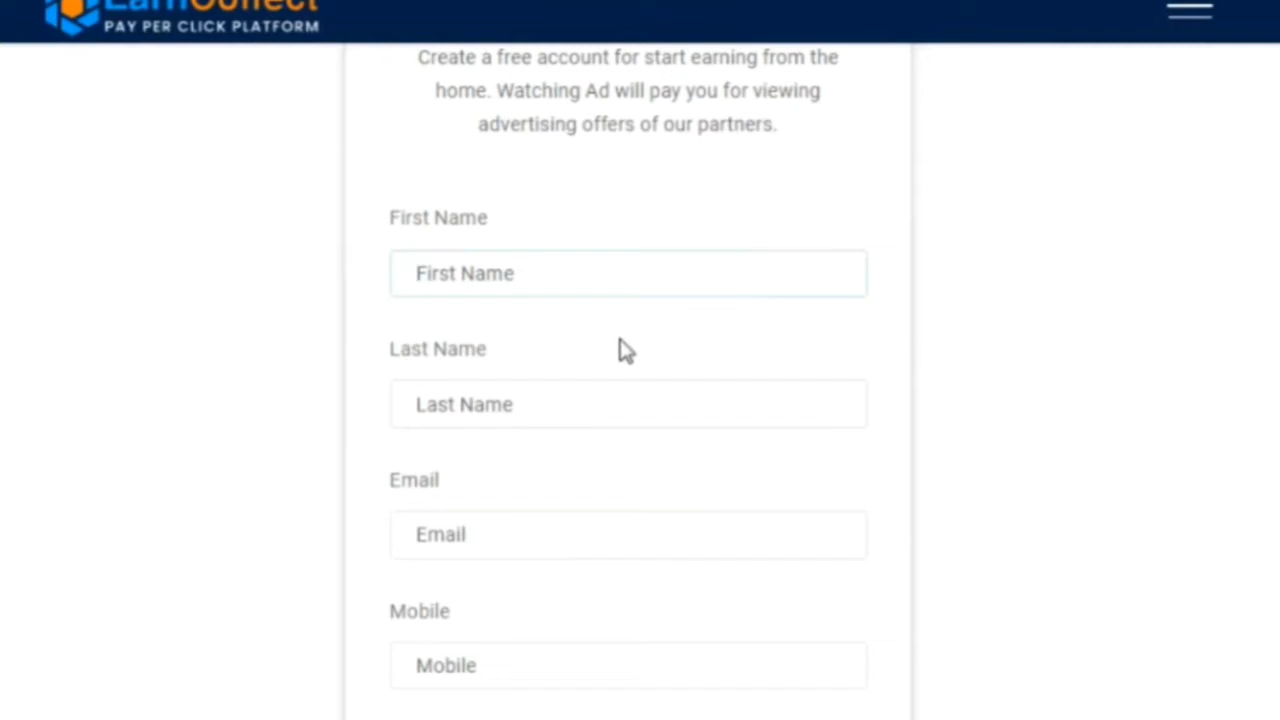 EarnCollect
PAY PER CLICK PLATFORM
Create a free account for start earning from the
home. Watching Ad will pay you for viewing
advertising offers of our partners.
First Name
First Name
Last Name
Last Name
Email
Email
Mobile
Mobile